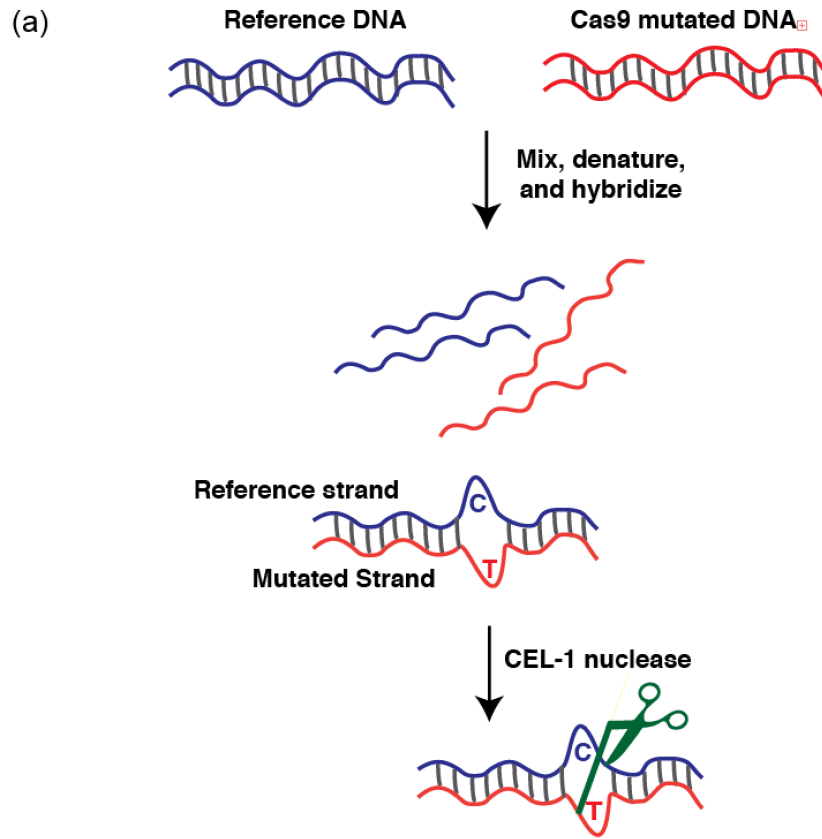 (a)
Reference DNA
Cas9 mutated DNA
Mix, denature,
and hybridize
Reference strand
C
T
Mutated Strand
CEL-1 nuclease
C
T